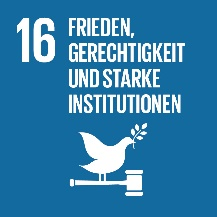 16 FRIEDEN,
GERECHTIGKEIT
UND STARKE
INSTITUTIONEN